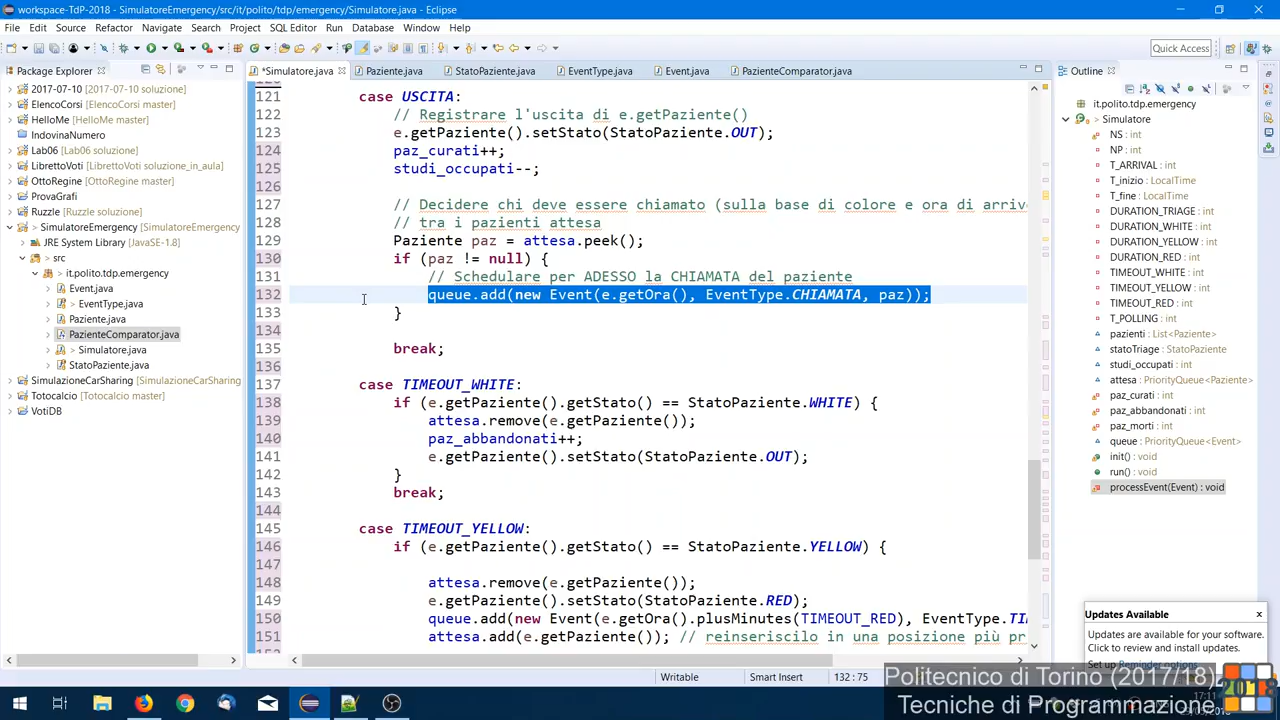 workspace-TdP-2018 - SimulatoreEmergency/src/it/polito/tdp/emergency/Simulatore.java - Eclipse
File Edit Source Refactor Navigate Search Project SQL Editor Run Database Window Help
Quick Access
Package Explorer
*Simulatore.java Paziente.java StatoPaziente.java EventType.java Event.java PazienteComparator.java
Outline
2017-07-10 [2017-07-10 soluzione]
ElencoCorsi [ElencoCorsi master]
HelloMe [HelloMe master]
IndovinaNumero
Lab06 [Lab06 soluzione]
LibrettoVoti [LibrettoVoti soluzione_in_aula]
OttoRegine [OttoRegine master]
ProvaGrafi
Ruzzle [Ruzzle soluzione]
> SimulatoreEmergency [SimulatoreEmergency
JRE System Library [JavaSE-1.8]
> src
> it.polito.tdp.emergency
Event.java
> EventType.java
Paziente.java
PazienteComparator.java
> Simulatore.java
StatoPaziente.java
SimulazioneCarSharing [SimulazioneCarSharing
Totocalcio [Totocalcio master]
VotiDB
121 case USCITA:
122 // Registrare l'uscita di e.getPaziente()
123 e.getPaziente().setStato(StatoPaziente.OUT);
124 paz_curati++;
125 studi_occupati--;
126
127 // Decidere chi deve essere chiamato (sulla base di colore e ora di arriv
128 // tra i pazienti attesa
129 Paziente paz = attesa.peek();
130 if (paz != null) {
131 // Schedulare per ADESSO la CHIAMATA del paziente
132 queue.add(new Event(e.getOra(), EventType.CHIAMATA, paz));
133 }
134
135 break;
136
137 case TIMEOUT_WHITE:
138 if (e.getPaziente().getStato() == StatoPaziente.WHITE) {
139 attesa.remove(e.getPaziente());
140 paz_abbandonati++;
141 e.getPaziente().setStato(StatoPaziente.OUT);
142 }
143 break;
144
145 case TIMEOUT_YELLOW:
146 if (e.getPaziente().getStato() == StatoPaziente.YELLOW) {
147
148 attesa.remove(e.getPaziente());
149 e.getPaziente().setStato(StatoPaziente.RED);
150 queue.add(new Event(e.getOra().plusMinutes(TIMEOUT_RED), EventType.TI
151 attesa.add(e.getPaziente()); // reinseriscilo in una posizione più pr
it.polito.tdp.emergency
Simulatore
NS : int
NP : int
T_ARRIVAL : int
T_inizio : LocalTime
T_fine : LocalTime
DURATION_TRIAGE : int
DURATION_WHITE : int
DURATION_YELLOW : int
DURATION_RED : int
TIMEOUT_WHITE : int
TIMEOUT_YELLOW : int
TIMEOUT_RED : int
T_POLLING : int
pazienti : List<Paziente>
statoTriage : StatoPaziente
studi_occupati : int
attesa : PriorityQueue<Paziente>
paz_curati : int
paz_abbandonati : int
paz_morti : int
queue : PriorityQueue<Event>
init() : void
run() : void
processEvent(Event) : void
Updates Available
Updates are available for your software.
Click to review and install updates.
Set up Reminder options
Writable Smart Insert 132 : 75
Politecnico di Torino (2017/18)
Tecniche di Programmazione
2018
17:11